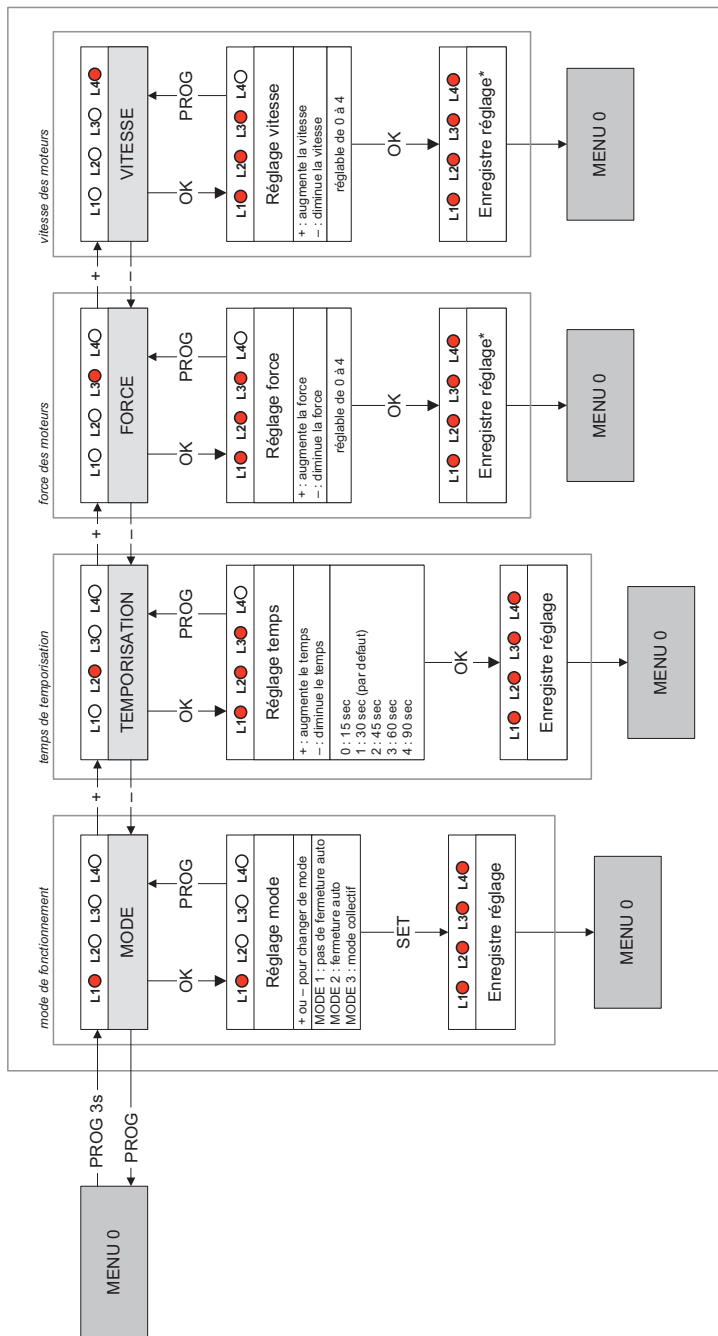 MENU 0
PROG 3s
PROG
mode de fonctionnement
L1 L2 L3 L4
MODE
OK
PROG
L1 L2 L3 L4
Réglage mode
+ ou – pour changer de mode
MODE 1 : pas de fermeture auto
MODE 2 : fermeture auto
MODE 3 : mode collectif
SET
L1 L2 L3 L4
Enregistre réglage
MENU 0
+
–
temps de temporisation
L1 L2 L3 L4
TEMPORISATION
OK
PROG
L1 L2 L3 L4
Réglage temps
+ : augmente le temps
– : diminue le temps
0 : 15 sec
1 : 30 sec (par defaut)
2 : 45 sec
3 : 60 sec
4 : 90 sec
OK
L1 L2 L3 L4
Enregistre réglage
MENU 0
+
–
force des moteurs
L1 L2 L3 L4
FORCE
OK
PROG
L1 L2 L3 L4
Réglage force
+ : augmente la force
– : diminue la force
réglable de 0 à 4
OK
L1 L2 L3 L4
Enregistre réglage*
MENU 0
+
–
vitesse des moteurs
L1 L2 L3 L4
VITESSE
OK
PROG
L1 L2 L3 L4
Réglage vitesse
+ : augmente la vitesse
– : diminue la vitesse
réglable de 0 à 4
OK
L1 L2 L3 L4
Enregistre réglage*
MENU 0